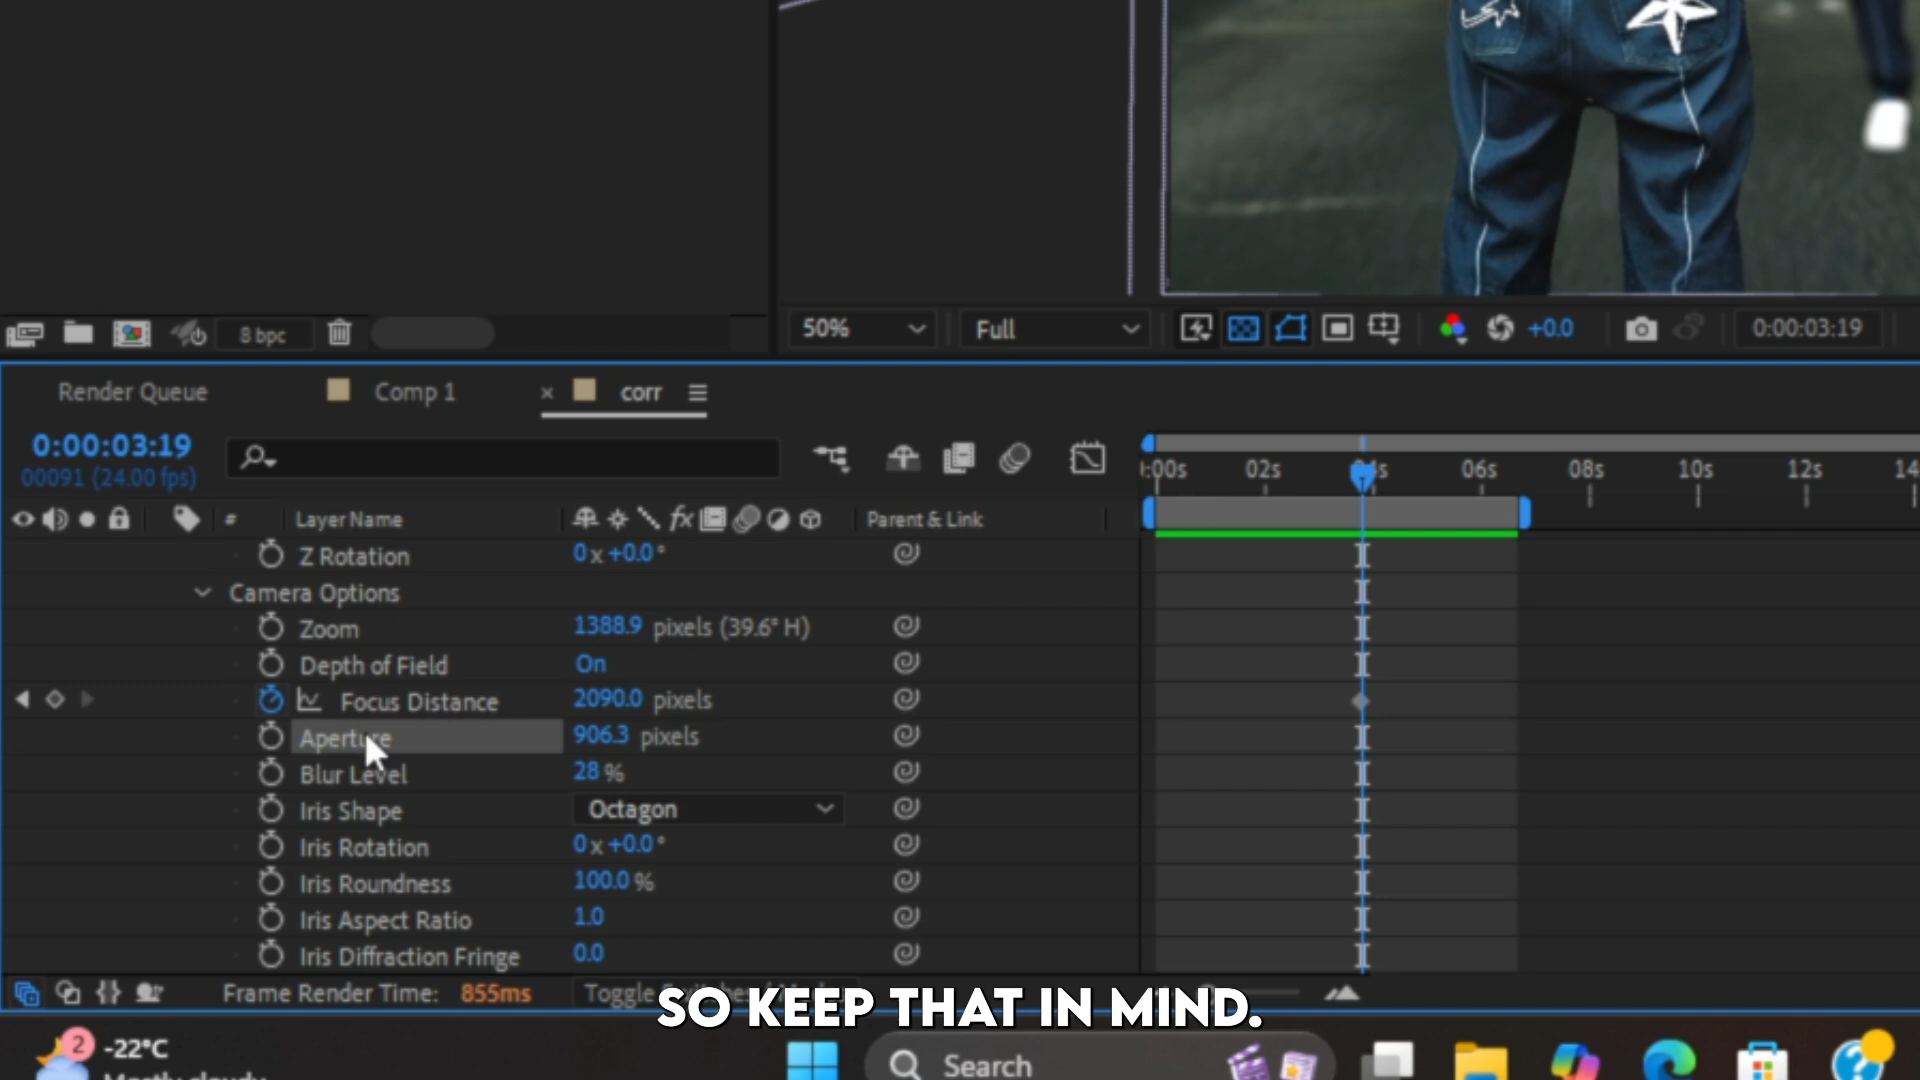 8 bpc
50%
Full
+0.0
0:00:03:19
Render Queue
Comp 1
corr
0:00:03:19
00091 (24.00 fps)
:00s 02s 06s 08s 10s 12s 14
# Layer Name
Parent & Link
Z Rotation 0 x +0.0°
Camera Options
Zoom 1388.9 pixels (39.6° H)
Depth of Field On
Focus Distance 2090.0 pixels
Aperture 906.3 pixels
Blur Level 28 %
Iris Shape Octagon
Iris Rotation 0 x +0.0°
Iris Roundness 100.0 %
Iris Aspect Ratio 1.0
Iris Diffraction Fringe 0.0
Frame Render Time: 855ms
Toggle
SO KEEP THAT IN MIND.
2
-22°C
Mostly cloudy
Search